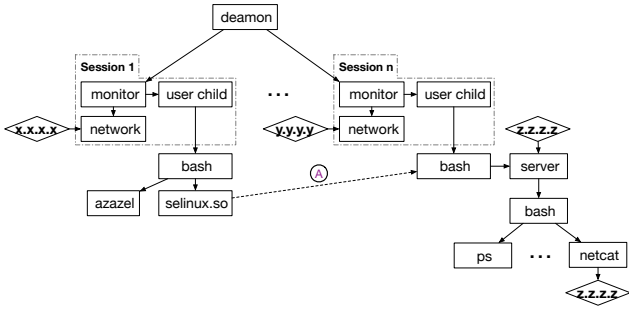 deamon
Session 1
Session n
monitor
user child
. . .
monitor
user child
x.x.x.x
network
y.y.y.y
network
z.z.z.z
bash
A
bash
server
azazel
selinux.so
bash
ps
. . .
netcat
z.z.z.z